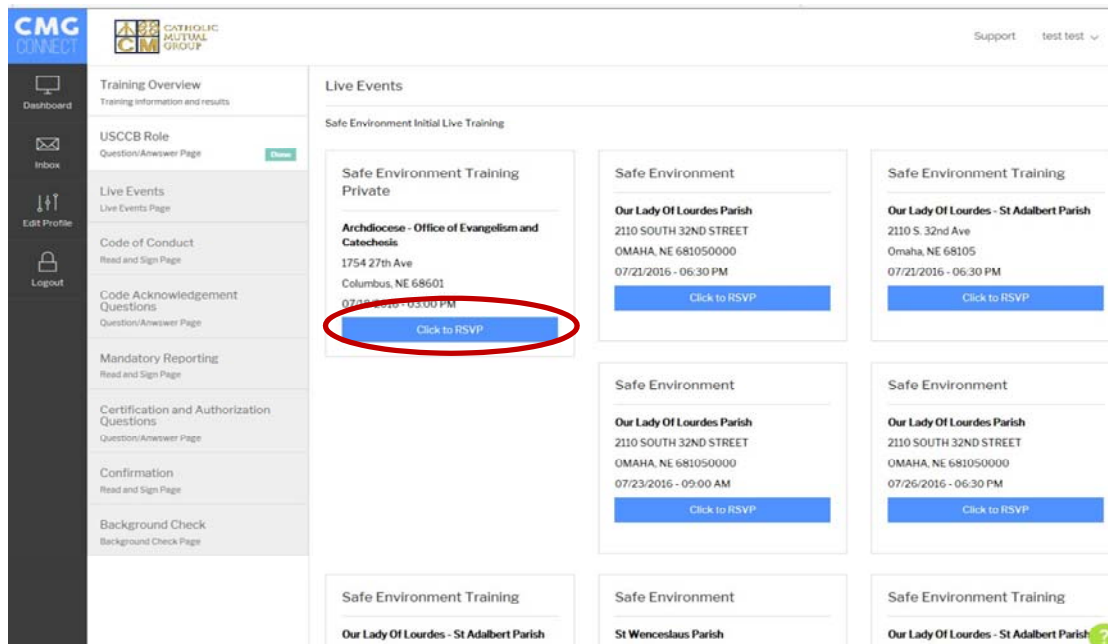 CMG
CONNECT
CATHOLIC
MUTUAL
GROUP
CM
Support
test test
Dashboard
Inbox
Edit Profile
Logout
Training Overview
Training information and results
USCCB Role
Question/Anwswer Page
Done
Live Events
Live Events Page
Code of Conduct
Read and Sign Page
Code Acknowledgement
Questions
Question/Anwswer Page
Mandatory Reporting
Read and Sign Page
Certification and Authorization
Questions
Question/Anwswer Page
Confirmation
Read and Sign Page
Background Check
Background Check Page
Live Events
Safe Environment Initial Live Training
Safe Environment Training
Private
Archdiocese - Office of Evangelism and
Catechesis
1754 27th Ave
Columbus, NE 68601
03:00 PM
Click to RSVP
Safe Environment
Our Lady Of Lourdes Parish
2110 SOUTH 32ND STREET
OMAHA, NE 681050000
07/21/2016 - 06:30 PM
Click to RSVP
Safe Environment Training
Our Lady Of Lourdes - St Adalbert Parish
2110 S. 32nd Ave
Omaha, NE 68105
07/21/2016 - 06:30 PM
Click to RSVP
Safe Environment
Our Lady Of Lourdes Parish
2110 SOUTH 32ND STREET
OMAHA, NE 681050000
07/23/2016 - 09:00 AM
Click to RSVP
Safe Environment
Our Lady Of Lourdes Parish
2110 SOUTH 32ND STREET
OMAHA, NE 681050000
07/26/2016 - 06:30 PM
Click to RSVP
Safe Environment Training
Our Lady Of Lourdes - St Adalbert Parish
Safe Environment
St Wenceslaus Parish
Safe Environment Training
Our Lady Of Lourdes - St Adalbert Parish
?